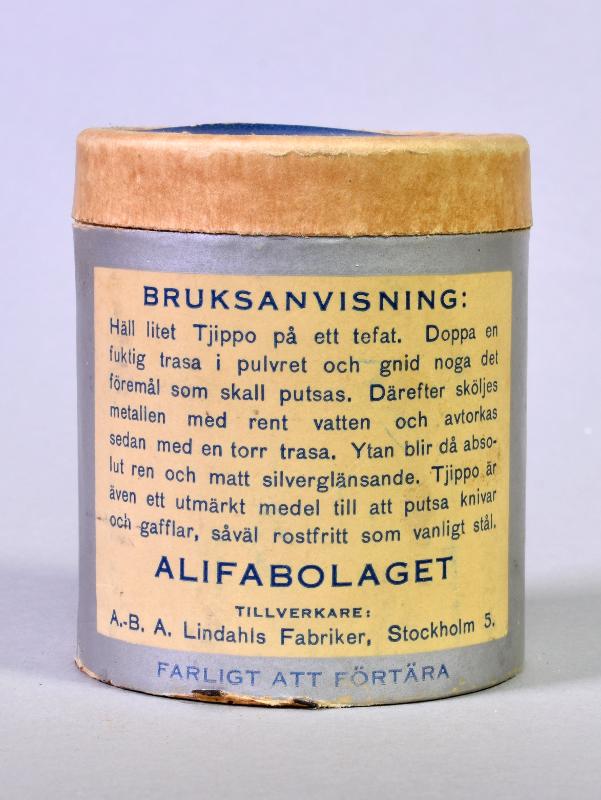 BRUKSANVISNING:
Häll litet Tjippo på ett tefat. Doppa en
fuktig trasa i pulvret och gnid noga det
föremål som skall putsas. Därefter sköljes
metallen med rent vatten och avtorkas
sedan med en torr trasa. Ytan blir då abso-
lut ren och matt silverglänsande. Tjippo är
även ett utmärkt medel till att putsa knivar
och gafflar, såväl rostfritt som vanligt stål.
ALIFABOLAGET
TILLVERKARE:
A.-B. A. Lindahls Fabriker, Stockholm 5.
FARLIGT ATT FÖRTÄRA